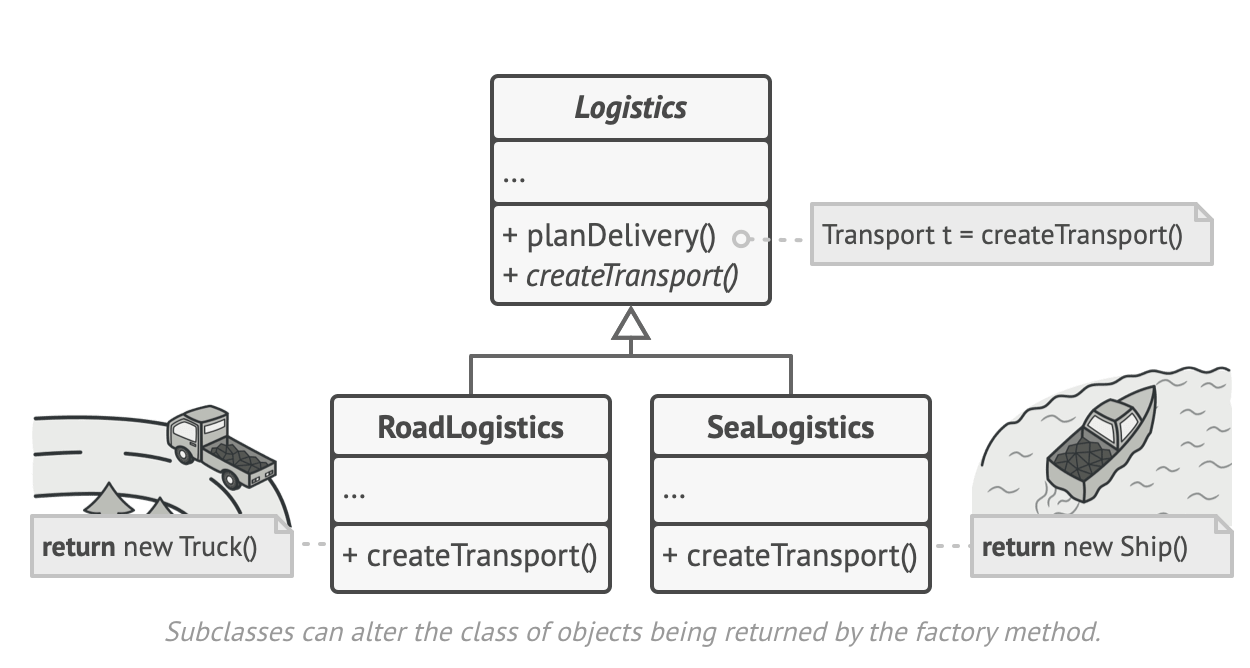 Logistics
...
+ planDelivery()
+ createTransport()
Transport t = createTransport()
RoadLogistics
...
+ createTransport()
SeaLogistics
...
+ createTransport()
return new Truck()
return new Ship()
Subclasses can alter the class of objects being returned by the factory method.